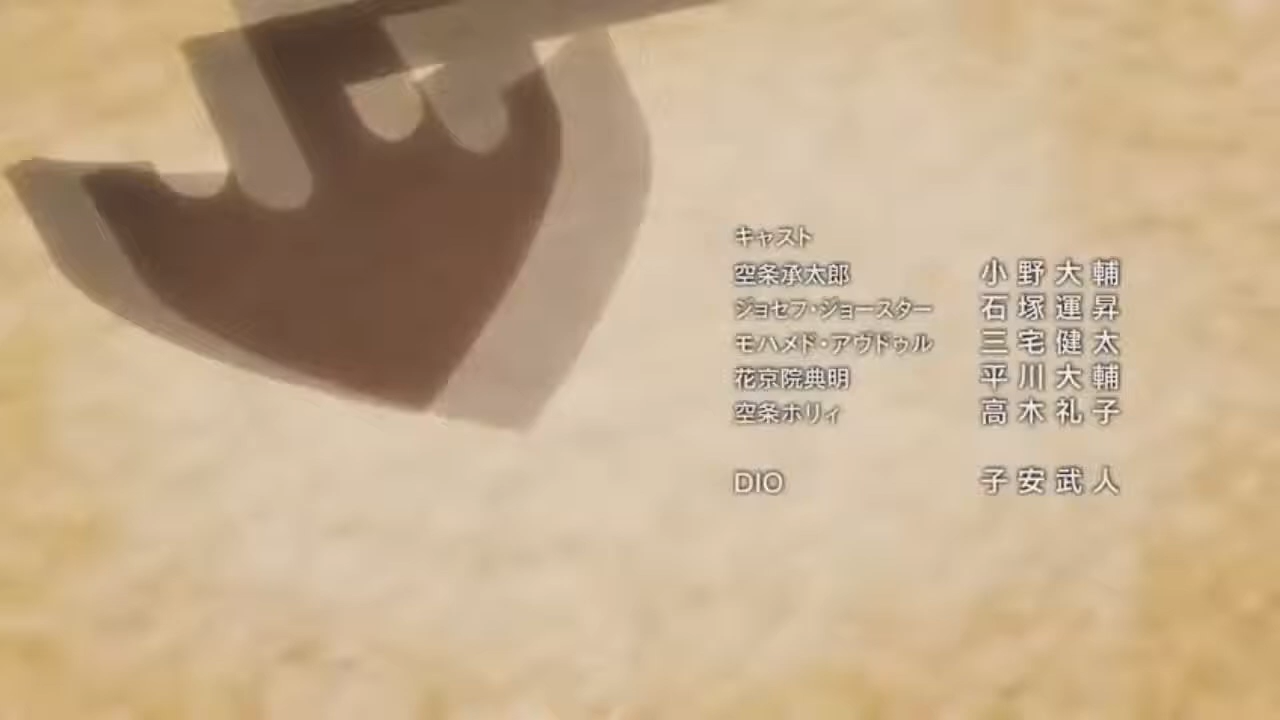 キャスト
空条承太郎 小野大輔
ジョセフ・ジョースター 石塚運昇
モハメド・アヴドゥル 三宅健太
花京院典明 平川大輔
空条ホリィ 高木礼子
DIO 子安武人